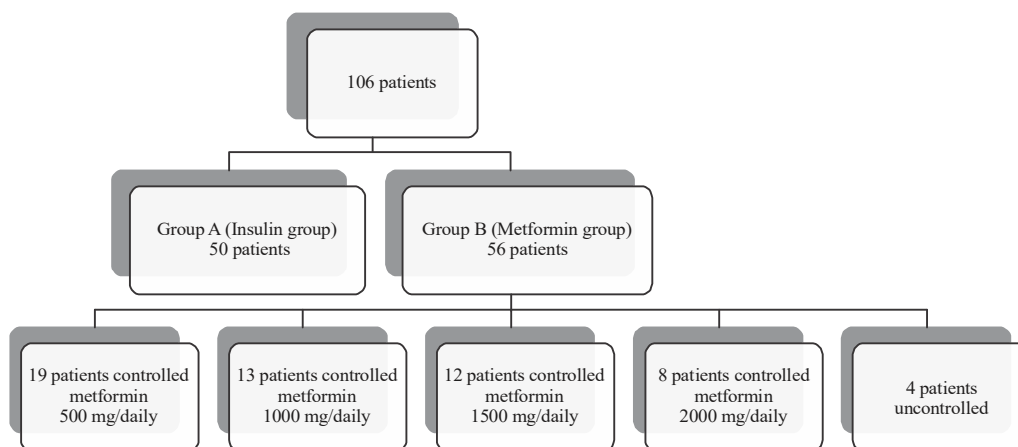 106 patients
Group A (Insulin group)
50 patients
Group B (Metformin group)
56 patients
19 patients controlled
metformin
500 mg/daily
13 patients controlled
metformin
1000 mg/daily
12 patients controlled
metformin
1500 mg/daily
8 patients controlled
metformin
2000 mg/daily
4 patients
uncontrolled